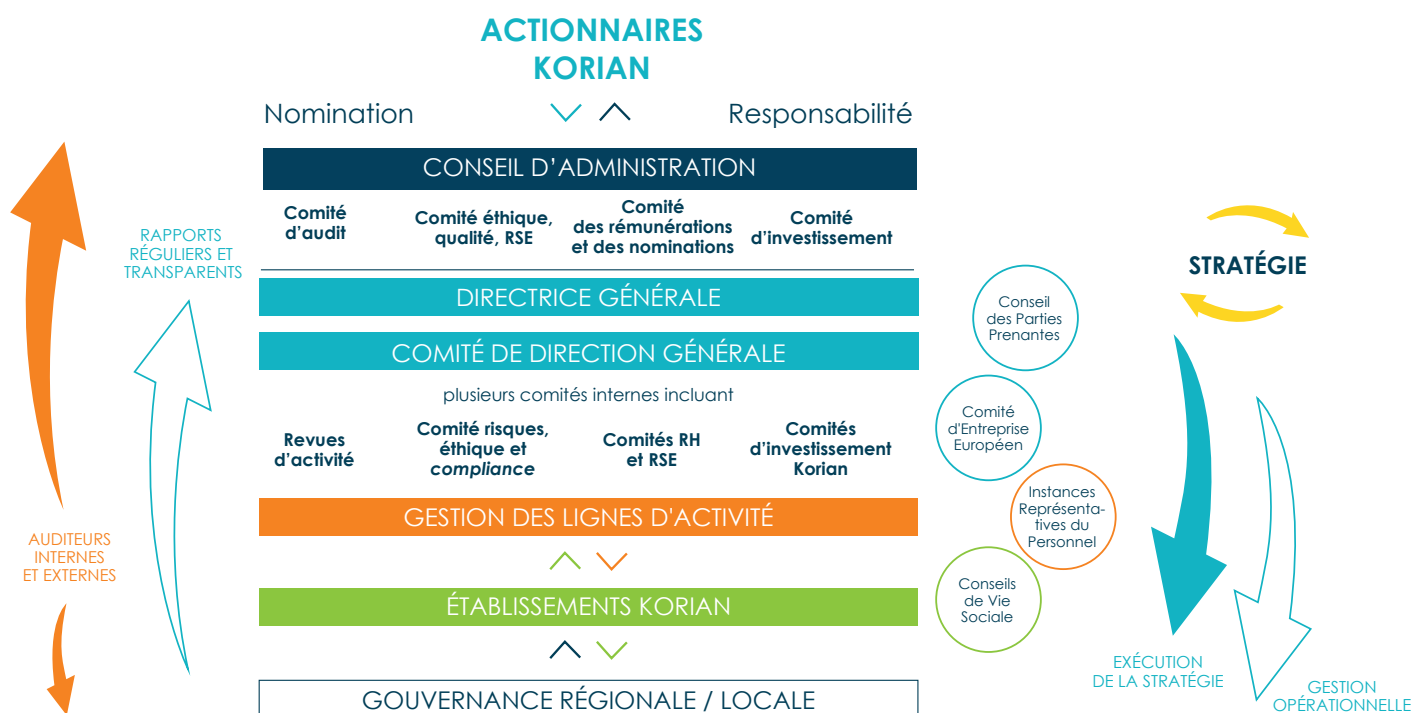 ACTIONNAIRES
KORIAN
Nomination
Responsabilité
CONSEIL D'ADMINISTRATION
Comité
d'audit
Comité éthique,
qualité, RSE
Comité
des rémunérations
et des nominations
Comité
d'investissement
RAPPORTS
RÉGULIERS ET
TRANSPARENTS
STRATÉGIE
DIRECTRICE GÉNÉRALE
Conseil
des Parties
Prenantes
COMITÉ DE DIRECTION GÉNÉRALE
plusieurs comités internes incluant
Revues
d'activité
Comité risques,
éthique et
compliance
Comités RH
et RSE
Comités
d'investissement
Korian
Comité
d'Entreprise
Européen
GESTION DES LIGNES D'ACTIVITÉ
Instances
Représenta-
tives du
Personnel
AUDITEURS
INTERNES
ET EXTERNES
ÉTABLISSEMENTS KORIAN
Conseils
de Vie
Sociale
EXÉCUTION
DE LA STRATÉGIE
GESTION
OPÉRATIONNELLE
GOUVERNANCE RÉGIONALE / LOCALE